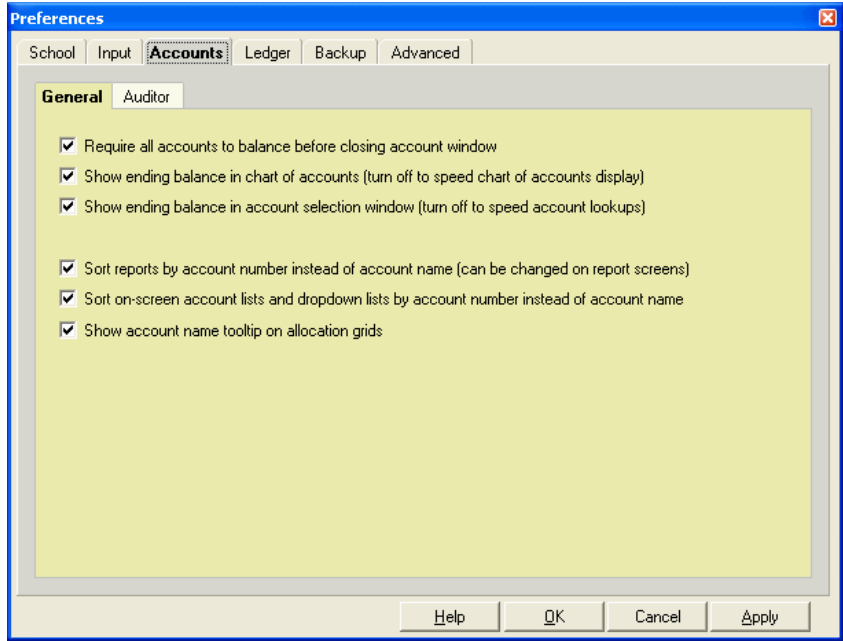 Preferences
School Input Accounts Ledger Backup Advanced
General Auditor
Require all accounts to balance before closing account window
Show ending balance in chart of accounts (turn off to speed chart of accounts display)
Show ending balance in account selection window (turn off to speed account lookups)
Sort reports by account number instead of account name (can be changed on report screens)
Sort on-screen account lists and dropdown lists by account number instead of account name
Show account name tooltip on allocation grids
Help OK Cancel Apply